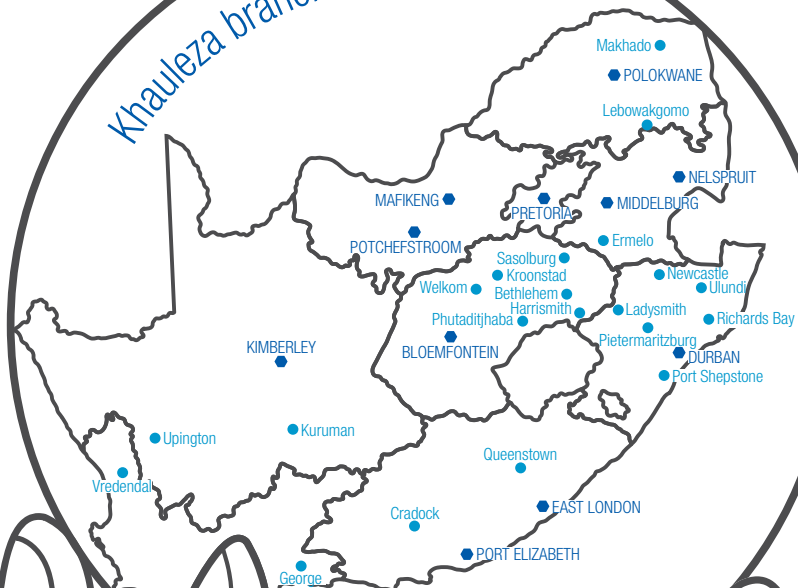 Khauleza bran
Makhado
POLOKWANE
Lebowakgomo
NELSPRUIT
MAFIKENG
PRETORIA
MIDDELBURG
POTCHEFSTROOM
Ermelo
Sasolburg
Kroonstad
Newcastle
Welkom
Bethlehem
Ulundi
Harrismith
Ladysmith
Phutaditjhaba
Richards Bay
Pietermaritzburg
KIMBERLEY
BLOEMFONTEIN
DURBAN
Port Shepstone
Upington
Kuruman
Queenstown
Vredendal
EAST LONDON
Cradock
PORT ELIZABETH
George